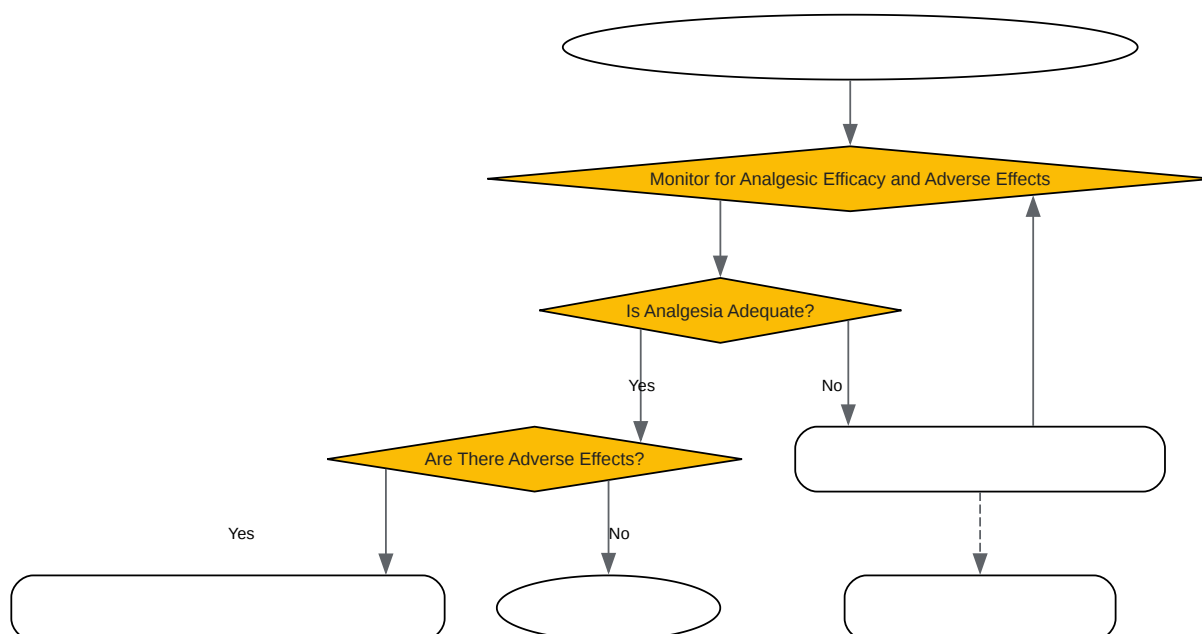 Monitor for Analgesic Efficacy and Adverse Effects
Is Analgesia Adequate?
Yes
No
Are There Adverse Effects?
Yes
No